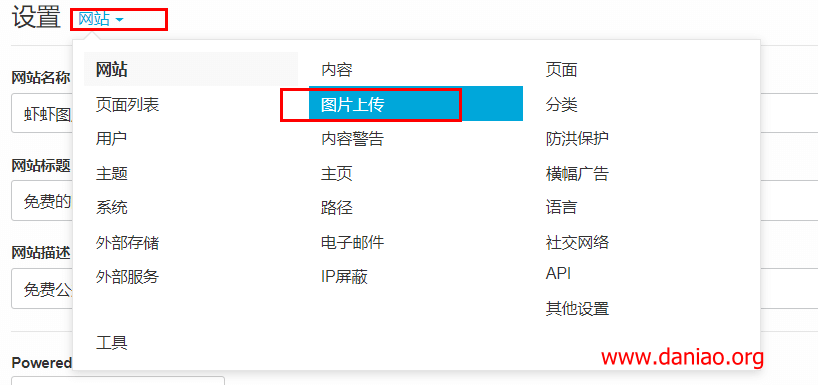 设置 网站
网站 内容 页面
网站名称
页面列表 图片上传 分类
虾虾图
用户 内容警告 防洪保护
网站标题
主题 主页 横幅广告
免费的
系统 路径 语言
外部存储 电子邮件 社交网络
网站描述
外部服务 IP屏蔽 API
免费公
其他设置
工具
www.daniao.org
Powered